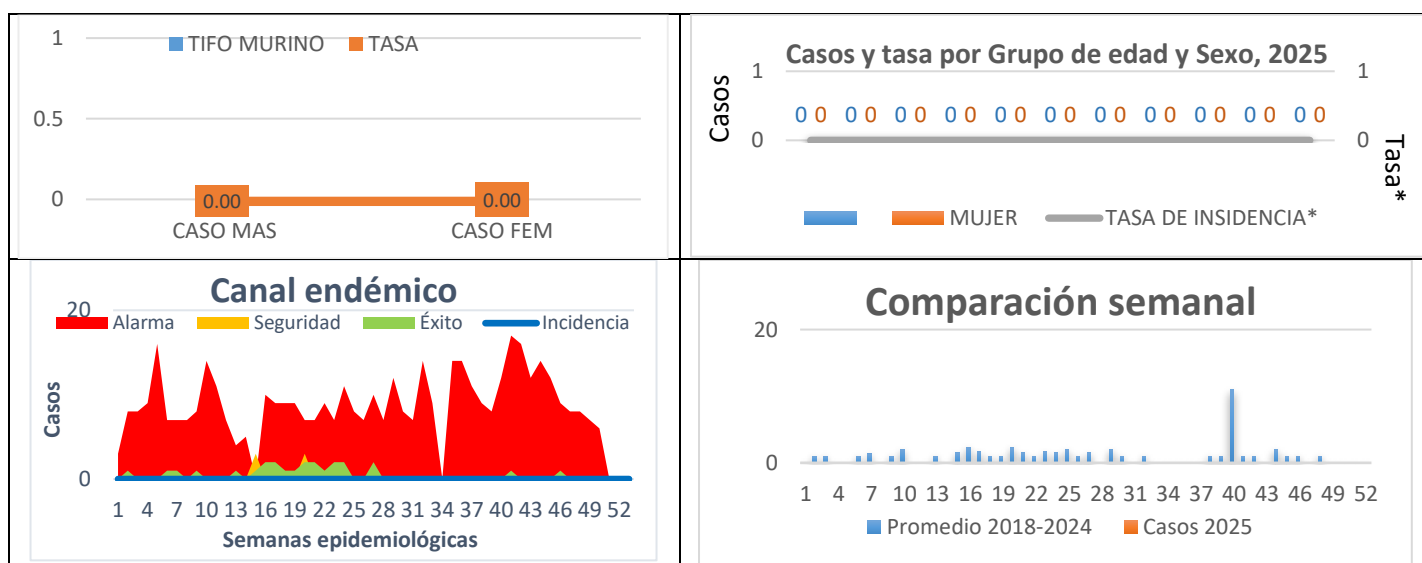 1
TIFO MURINO TASA
0.5
0.00 0.00
0
CASO MAS CASO FEM
Casos y tasa por Grupo de edad y Sexo, 2025
1 1
Casos
0 0 0 0 0 0 0 0 0 0 0 0 0 0 0 0 0 0 0 0 0 0
0 0
Tasa*
MUJER TASA DE INSIDENCIA*
Canal endémico
20
Alarma Seguridad Éxito Incidencia
Casos
0
1 4 7 10 13 16 19 22 25 28 31 34 37 40 43 46 49 52
Semanas epidemiológicas
Comparación semanal
20
0
1 4 7 10 13 16 19 22 25 28 31 34 37 40 43 46 49 52
Promedio 2018-2024 Casos 2025